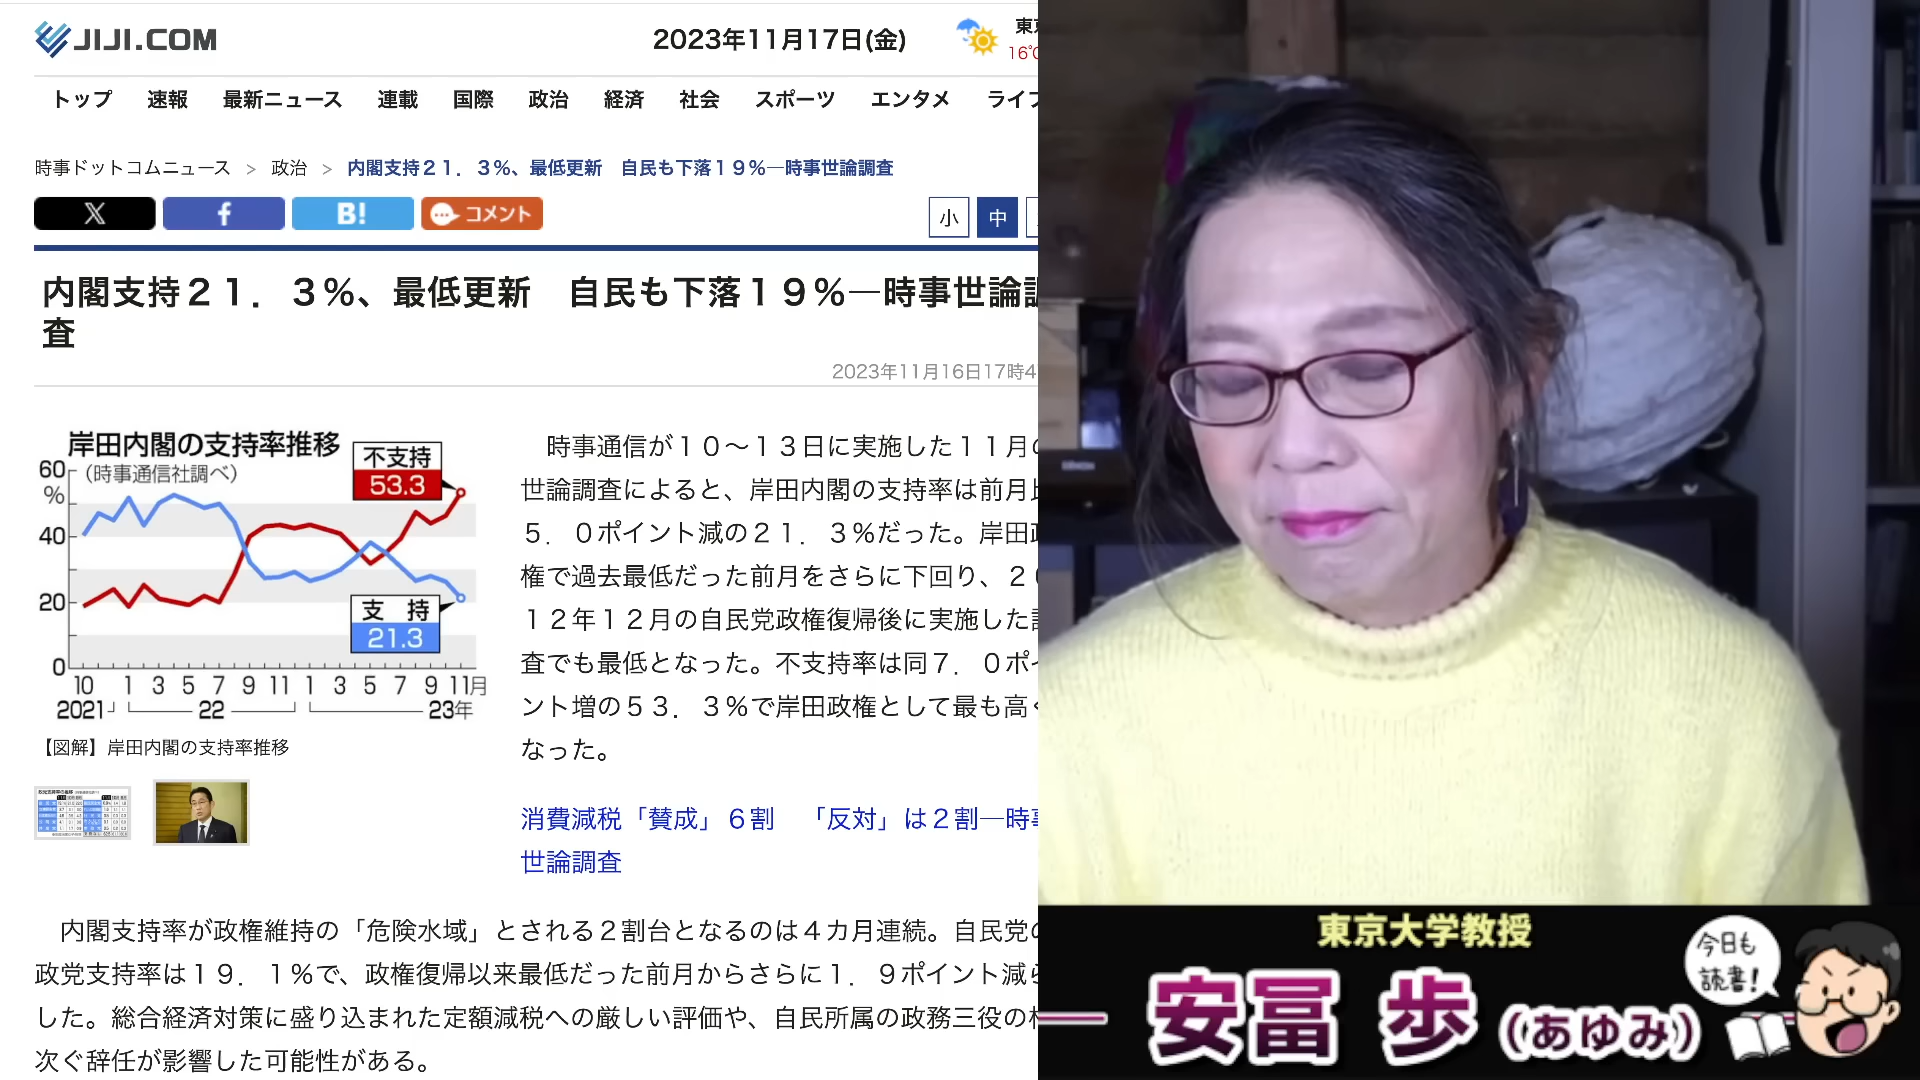 JIJI.COM
2023年11月17日(金)
16°
トップ 速報 最新ニュース 連載 国際 政治 経済 社会 スポーツ エンタメ ライフ
時事ドットコムニュース > 政治 > 内閣支持２１．３％、最低更新　自民も下落１９％―時事世論調査
X f B! コメント
小 中
内閣支持２１．３％、最低更新　自民も下落１９％―時事世論調
査
2023年11月16日17時4
岸田内閣の支持率推移
（時事通信社調べ）
不支持
53.3
60
%
40
20
0
支　持
21.3
10 1 3 5 7 9 11 1 3 5 7 9 11月
2021 22 23年
【図解】岸田内閣の支持率推移
　時事通信が１０～１３日に実施した１１月の
世論調査によると、岸田内閣の支持率は前月比
５．０ポイント減の２１．３％だった。岸田政
権で過去最低だった前月をさらに下回り、２０
１２年１２月の自民党政権復帰後に実施した調
査でも最低となった。不支持率は同７．０ポイ
ント増の５３．３％で岸田政権として最も高く
なった。
消費減税「賛成」６割　「反対」は２割―時事
世論調査
　内閣支持率が政権維持の「危険水域」とされる２割台となるのは４カ月連続。自民党の
政党支持率は１９．１％で、政権復帰以来最低だった前月からさらに１．９ポイント減ら
した。総合経済対策に盛り込まれた定額減税への厳しい評価や、自民所属の政務三役の相
次ぐ辞任が影響した可能性がある。
東京大学教授
安冨 歩 (あゆみ)
今日も
読書!